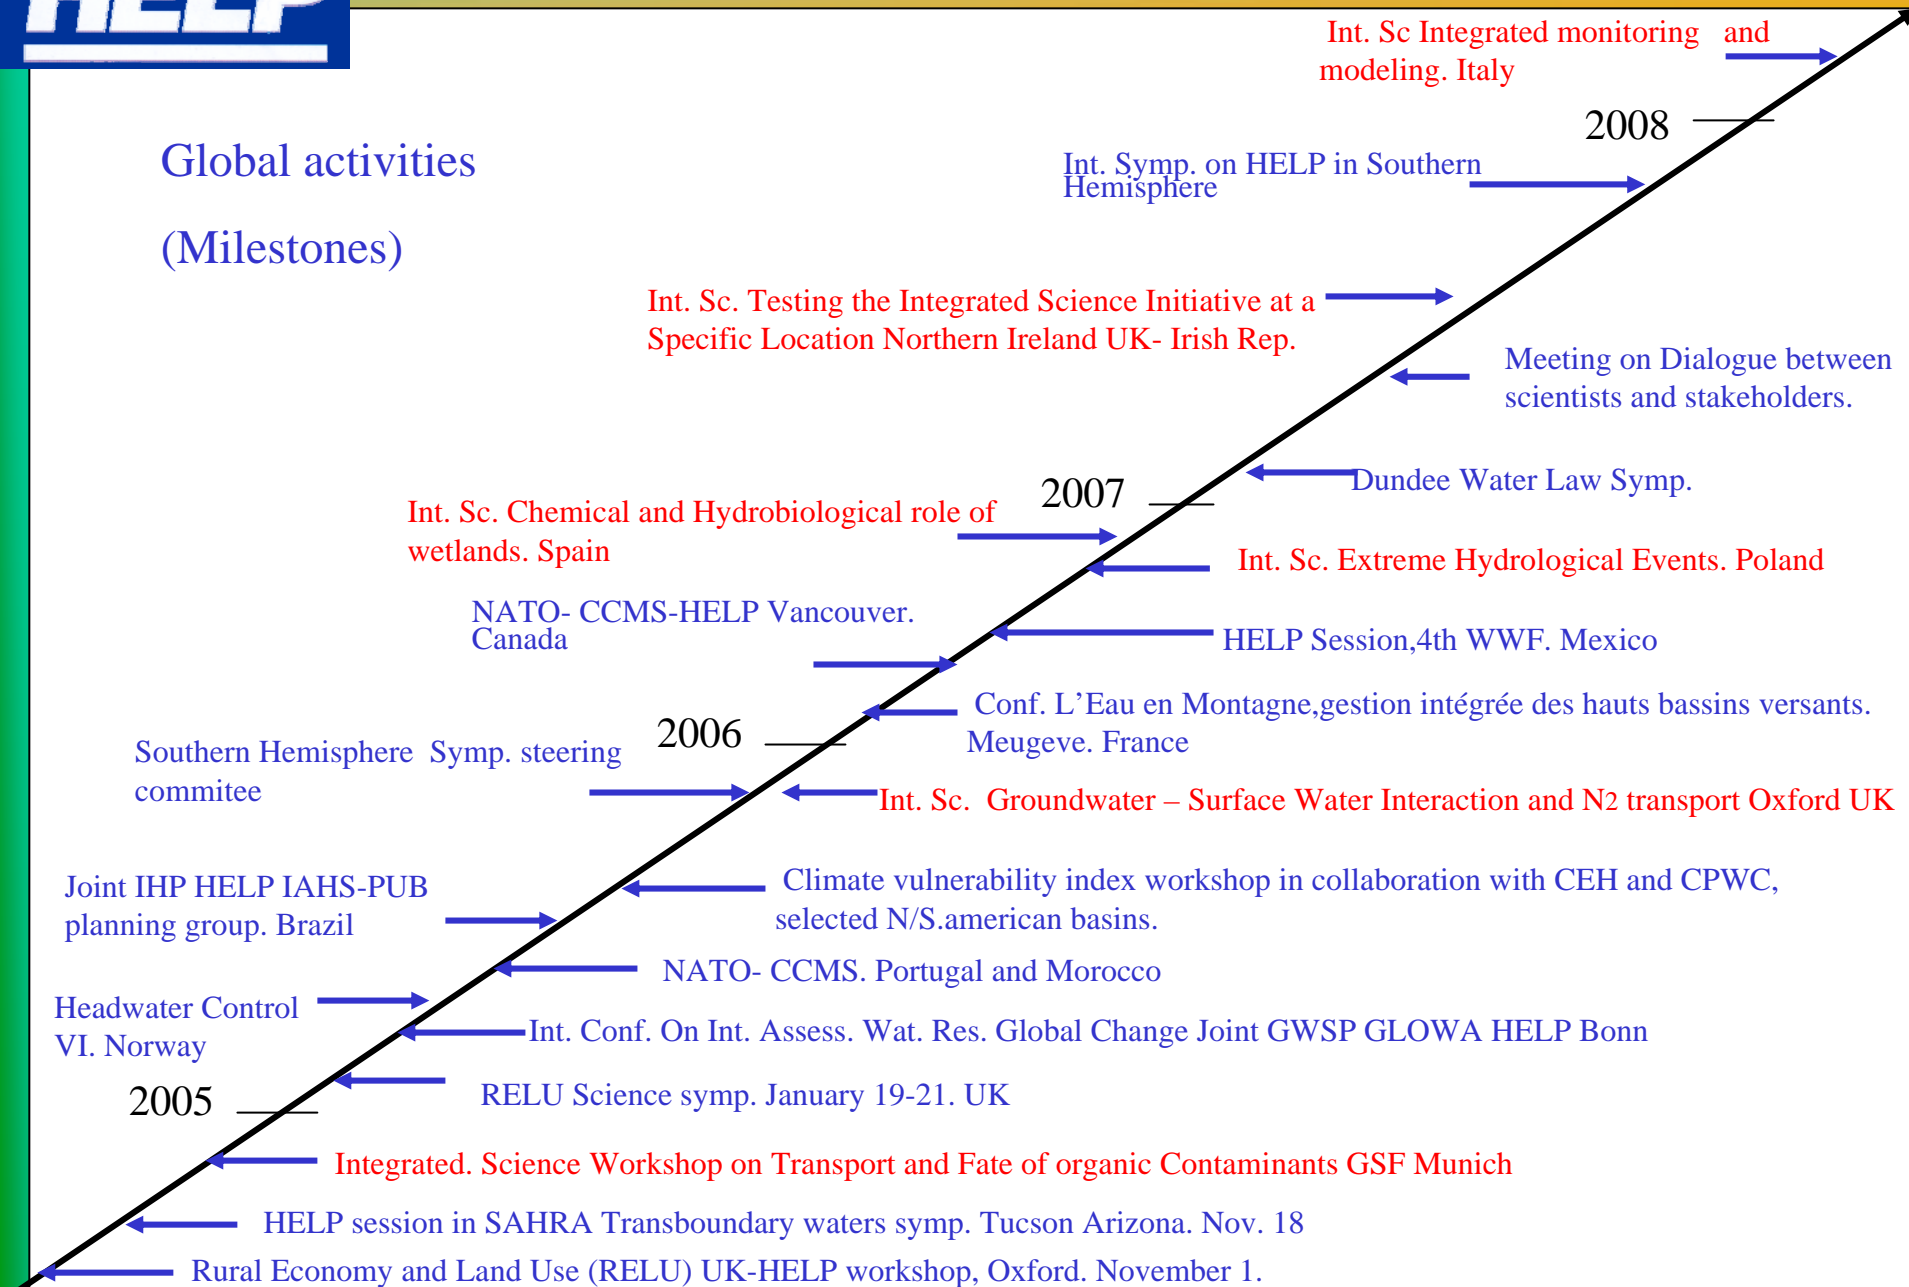 HELP
Int. Sc Integrated monitoring and
modeling. Italy
2008
Global activities
(Milestones)
Int. Symp. on HELP in Southern
Hemisphere
Int. Sc. Testing the Integrated Science Initiative at a
Specific Location Northern Ireland UK- Irish Rep.
Meeting on Dialogue between
scientists and stakeholders.
Dundee Water Law Symp.
2007
Int. Sc. Chemical and Hydrobiological role of
wetlands. Spain
Int. Sc. Extreme Hydrological Events. Poland
NATO- CCMS-HELP Vancouver.
Canada
HELP Session,4th WWF. Mexico
Conf. L’Eau en Montagne,gestion intégrée des hauts bassins versants.
Meugeve. France
2006
Southern Hemisphere Symp. steering
commitee
Int. Sc. Groundwater – Surface Water Interaction and N2 transport Oxford UK
Joint IHP HELP IAHS-PUB
planning group. Brazil
Climate vulnerability index workshop in collaboration with CEH and CPWC,
selected N/S.american basins.
NATO- CCMS. Portugal and Morocco
Headwater Control
VI. Norway
Int. Conf. On Int. Assess. Wat. Res. Global Change Joint GWSP GLOWA HELP Bonn
RELU Science symp. January 19-21. UK
2005
Integrated. Science Workshop on Transport and Fate of organic Contaminants GSF Munich
HELP session in SAHRA Transboundary waters symp. Tucson Arizona. Nov. 18
Rural Economy and Land Use (RELU) UK-HELP workshop, Oxford. November 1.